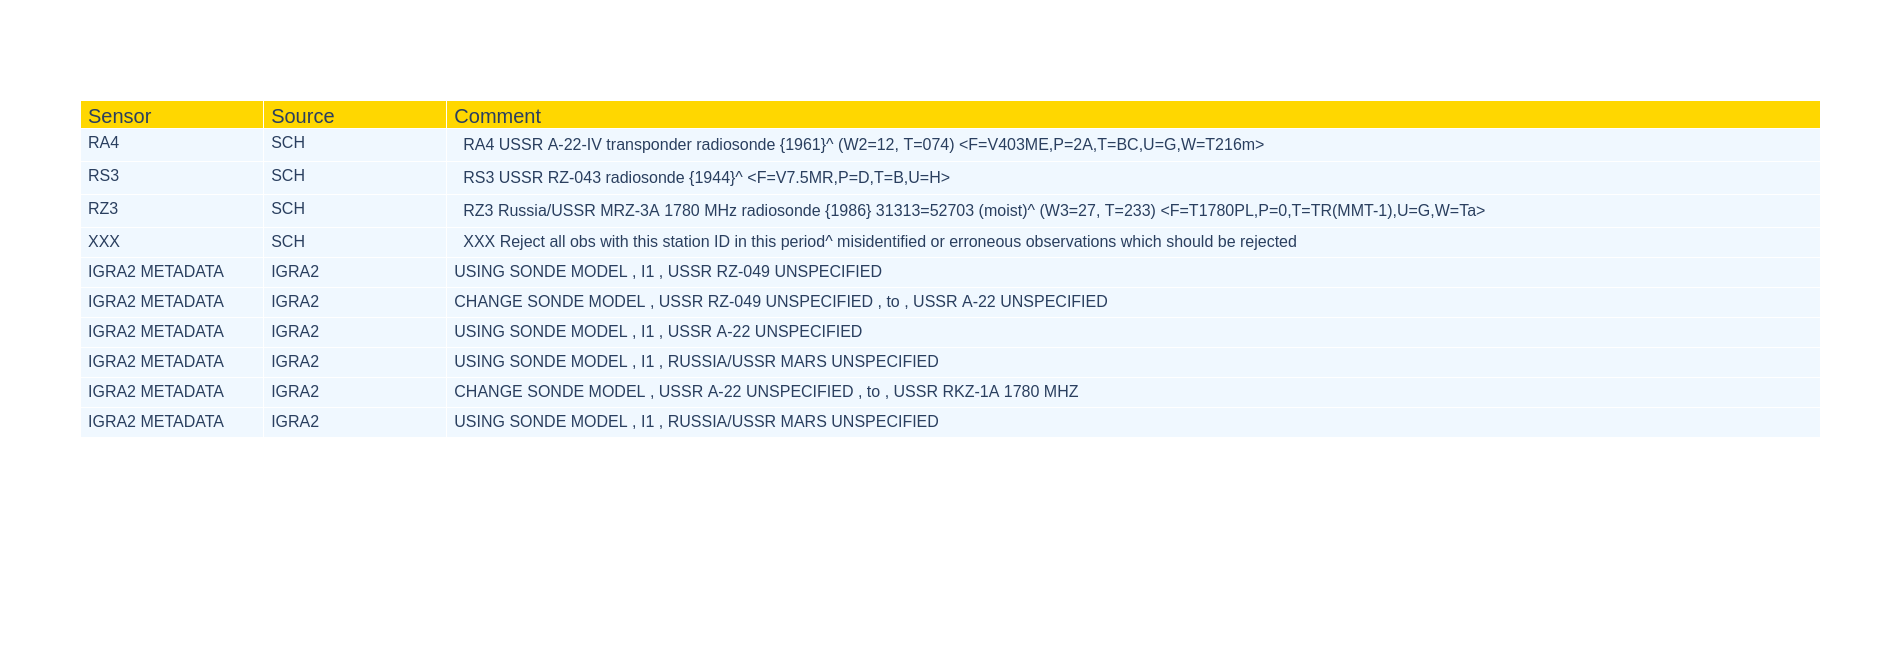 Sensor Source Comment
RA4 SCH RA4 USSR A-22-IV transponder radiosonde {1961}^ (W2=12, T=074) <F=V403ME,P=2A,T=BC,U=G,W=T216m>
RS3 SCH RS3 USSR RZ-043 radiosonde {1944}^ <F=V7.5MR,P=D,T=B,U=H>
RZ3 SCH RZ3 Russia/USSR MRZ-3A 1780 MHz radiosonde {1986} 31313=52703 (moist)^ (W3=27, T=233) <F=T1780PL,P=0,T=TR(MMT-1),U=G,W=Ta>
XXX SCH XXX Reject all obs with this station ID in this period^ misidentified or erroneous observations which should be rejected
IGRA2 METADATA IGRA2 USING SONDE MODEL , I1 , USSR RZ-049 UNSPECIFIED
IGRA2 METADATA IGRA2 CHANGE SONDE MODEL , USSR RZ-049 UNSPECIFIED , to , USSR A-22 UNSPECIFIED
IGRA2 METADATA IGRA2 USING SONDE MODEL , I1 , USSR A-22 UNSPECIFIED
IGRA2 METADATA IGRA2 USING SONDE MODEL , I1 , RUSSIA/USSR MARS UNSPECIFIED
IGRA2 METADATA IGRA2 CHANGE SONDE MODEL , USSR A-22 UNSPECIFIED , to , USSR RKZ-1A 1780 MHZ
IGRA2 METADATA IGRA2 USING SONDE MODEL , I1 , RUSSIA/USSR MARS UNSPECIFIED